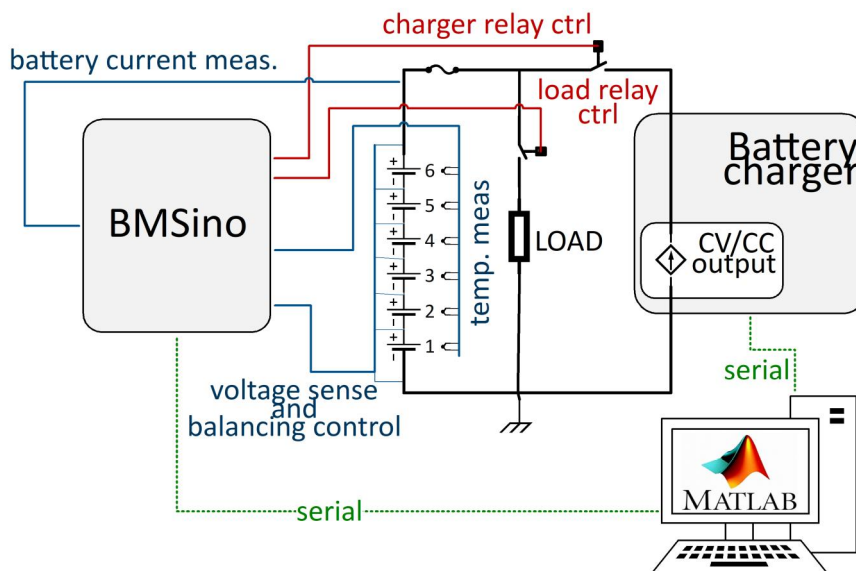 charger relay ctrl
battery current meas.
load relay
ctrl
Battery
charger
BMSino
+
-
6
+
-
5
+
-
4
+
-
3
+
-
2
+
-
1
temp. meas
LOAD
CV/CC
output
voltage sense
and
balancing control
serial
MATLAB
serial